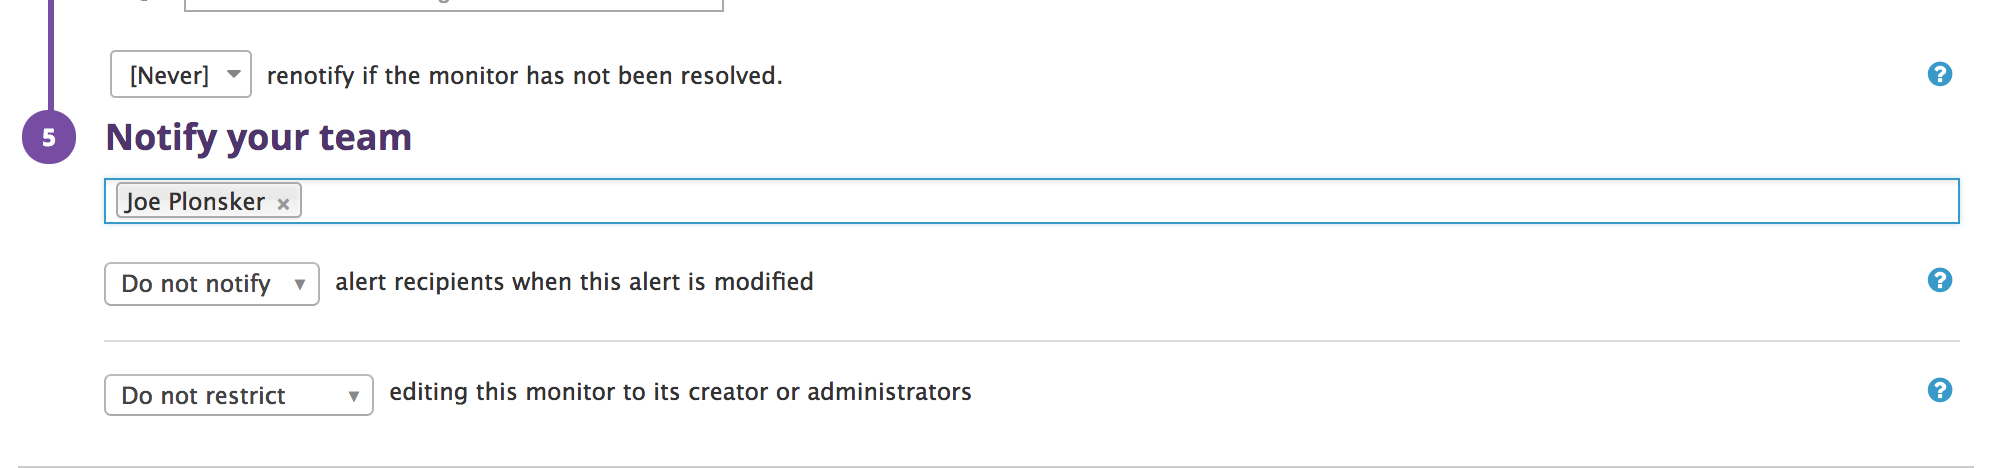 [Never] renotify if the monitor has not been resolved. ?
5 Notify your team
Joe Plonsker ×
Do not notify alert recipients when this alert is modified ?
Do not restrict editing this monitor to its creator or administrators ?